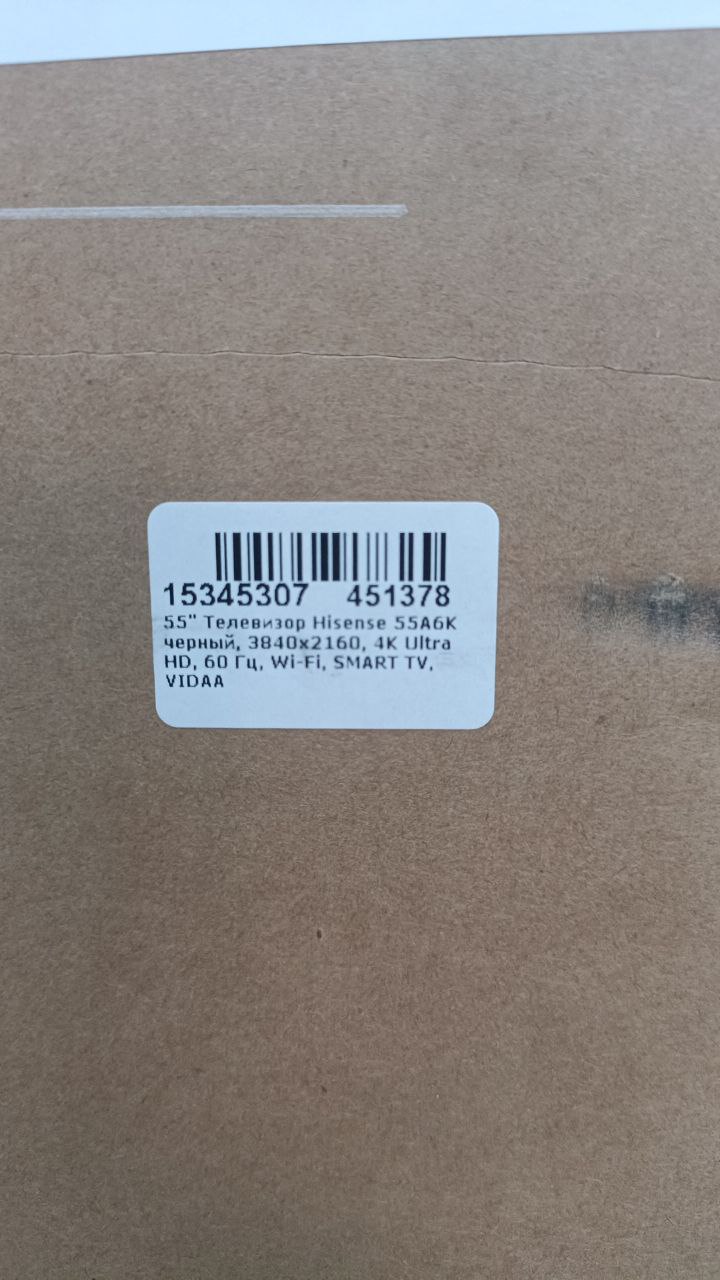 15345307 451378
55" Телевизор Hisense 55A6K
черный, 3840x2160, 4K Ultra
HD, 60 Гц, Wi-Fi, SMART TV,
VIDAA